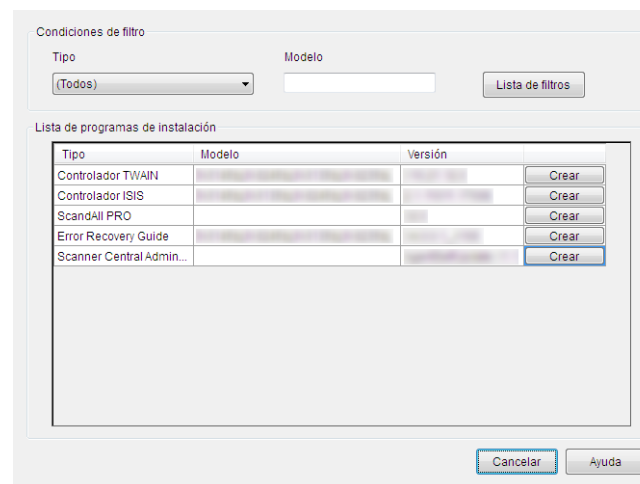 Condiciones de filtro
Tipo Modelo
(Todos) Lista de filtros
Lista de programas de instalación
Tipo Modelo Versión
Controlador TWAIN Crear
Controlador ISIS Crear
ScandAll PRO Crear
Error Recovery Guide Crear
Scanner Central Admin... Crear
Cancelar Ayuda